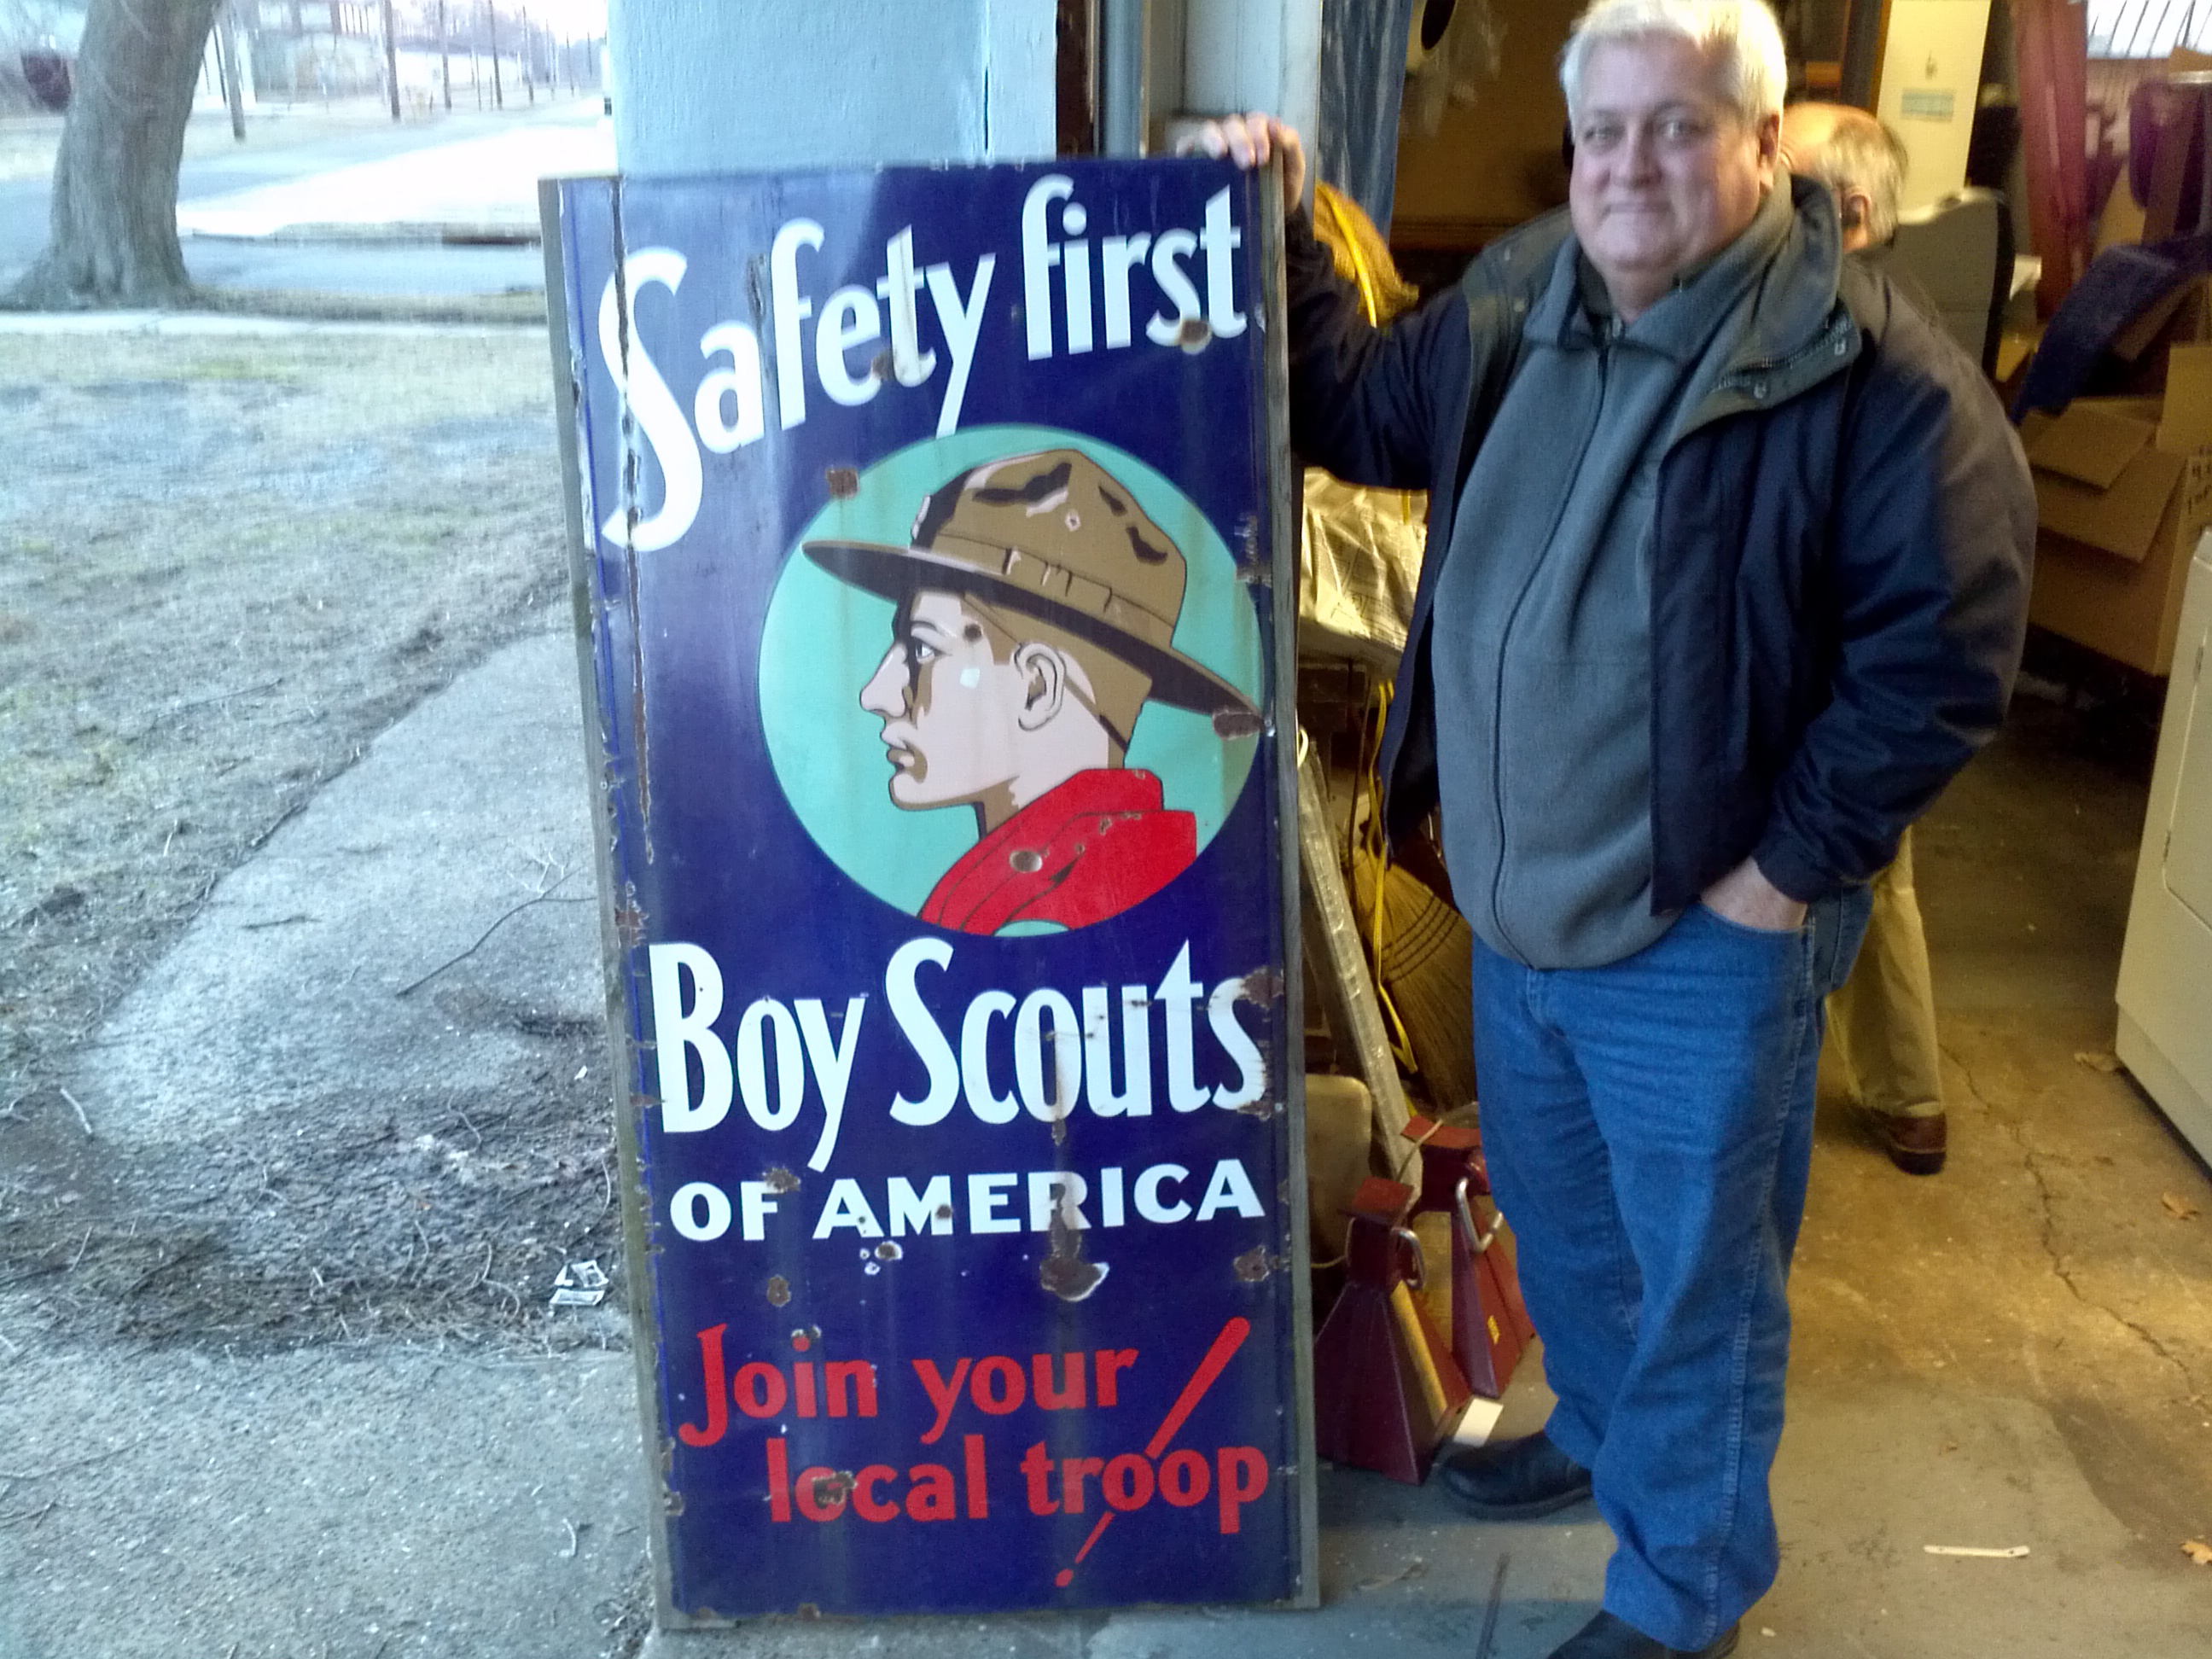 Safety first
Boy Scouts
OF AMERICA
Join your
local troop!